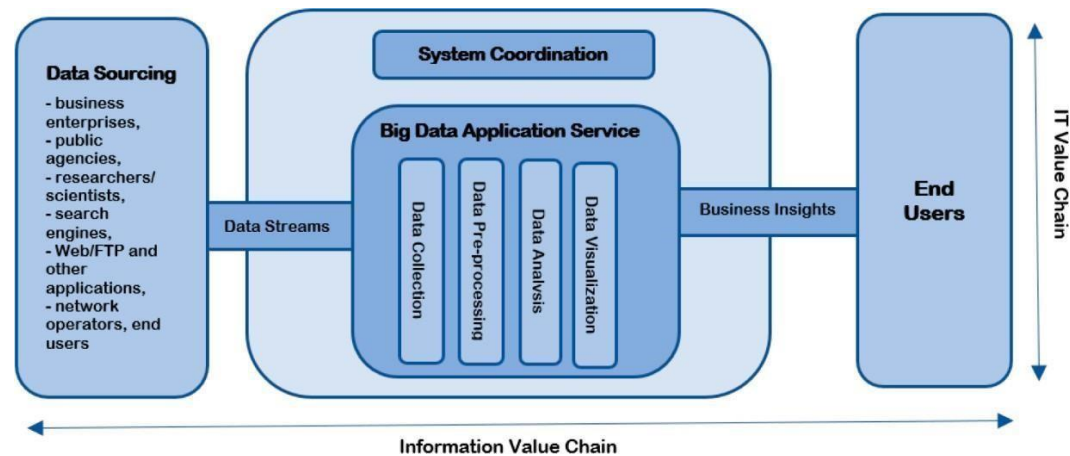 Data Sourcing
- business
enterprises,
- public
agencies,
- researchers/
scientists,
- search
engines,
- Web/FTP and
other
applications,
- network
operators, end
users
Data Streams
System Coordination
Big Data Application Service
Data Collection
Data Pre-processing
Data Analysis
Data Visualization
Business Insights
End
Users
IT Value Chain
Information Value Chain